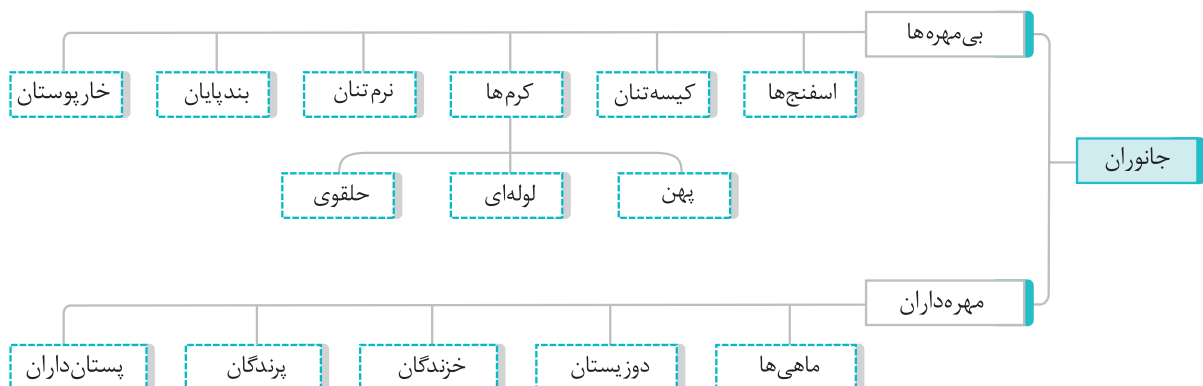 جانوران
بی‌مهره‌ها
اسفنج‌ها
کیسه‌تنان
کرم‌ها
نرم‌تنان
بندپایان
خارپوستان
پهن
لوله‌ای
حلقوی
مهره‌داران
ماهی‌ها
دوزیستان
خزندگان
پرندگان
پستان‌داران